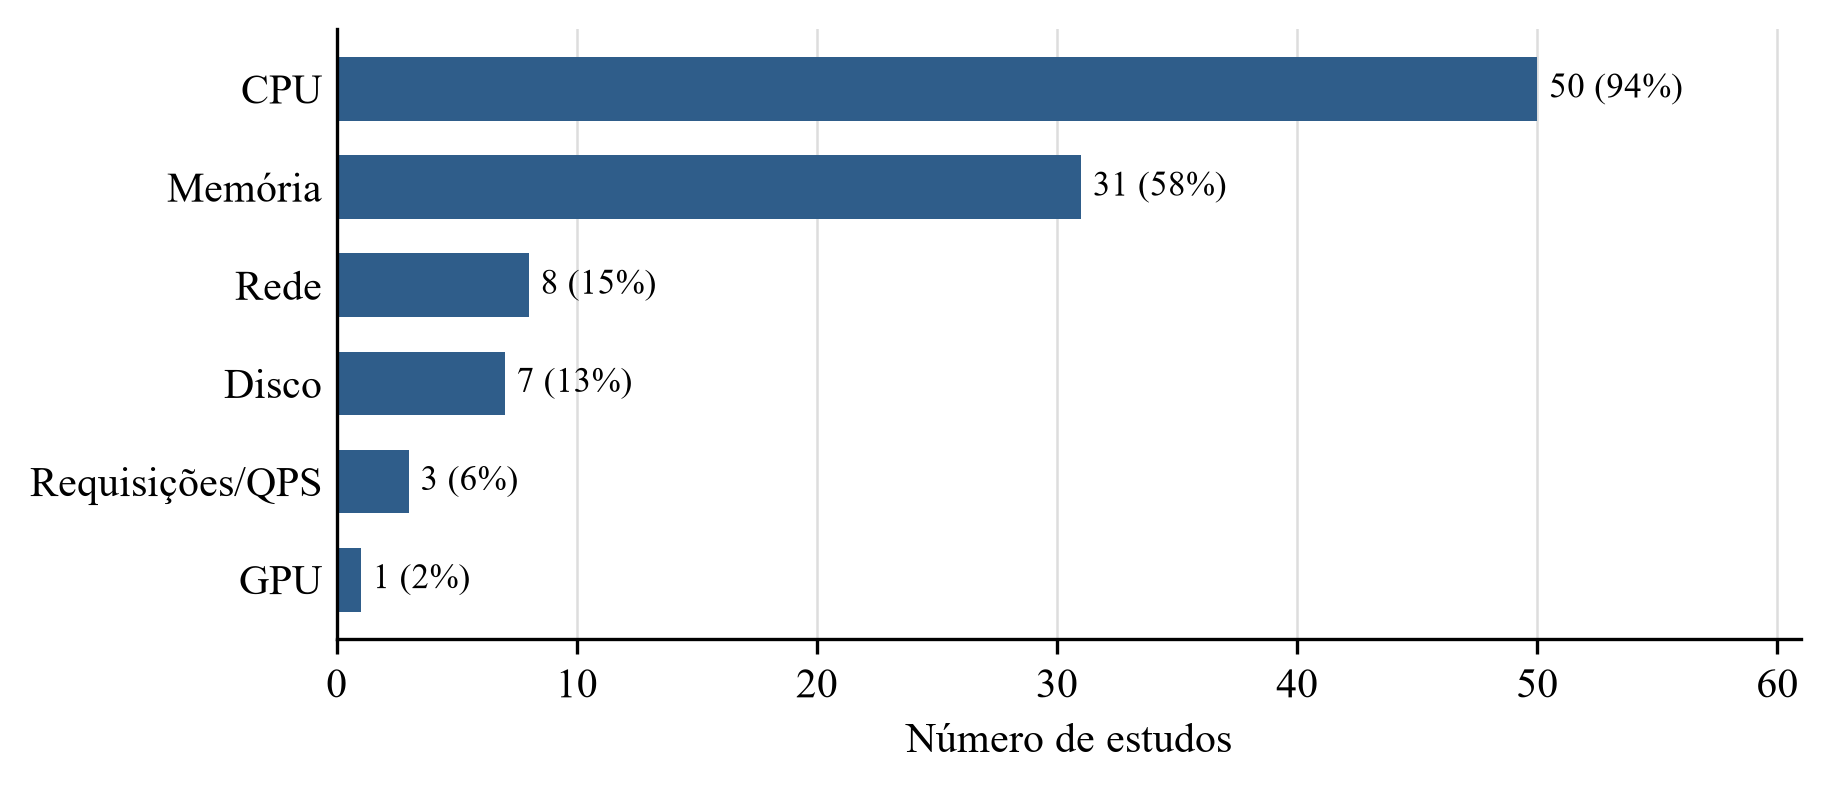 CPU 50 (94%)
Memória 31 (58%)
Rede 8 (15%)
Disco 7 (13%)
Requisições/QPS 3 (6%)
GPU 1 (2%)
0 10 20 30 40 50 60
Número de estudos